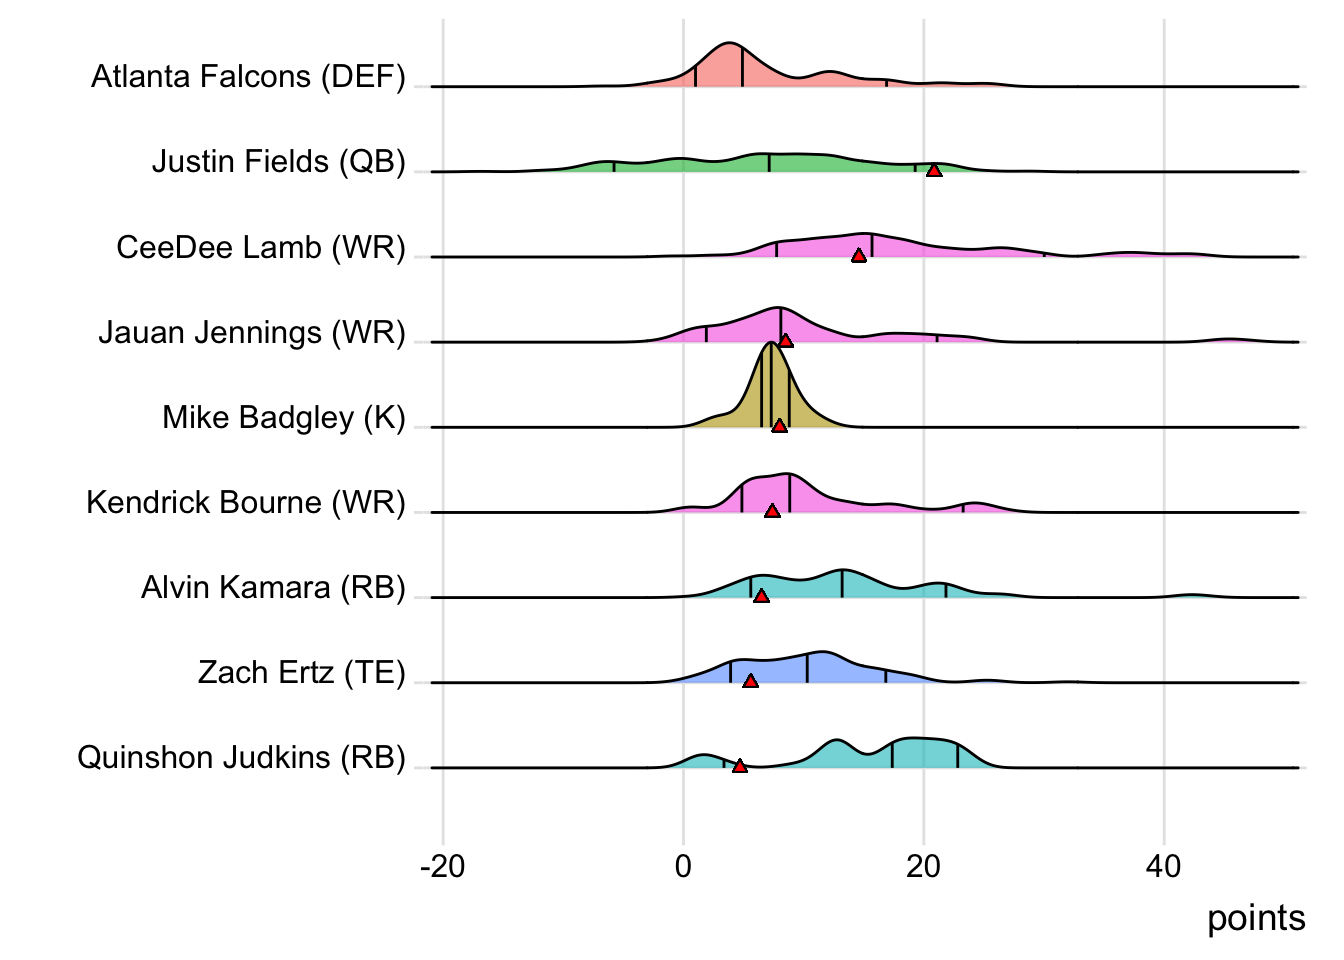 Atlanta Falcons (DEF)
Justin Fields (QB)
CeeDee Lamb (WR)
Jauan Jennings (WR)
Mike Badgley (K)
Kendrick Bourne (WR)
Alvin Kamara (RB)
Zach Ertz (TE)
Quinshon Judkins (RB)
-20 0 20 40
points